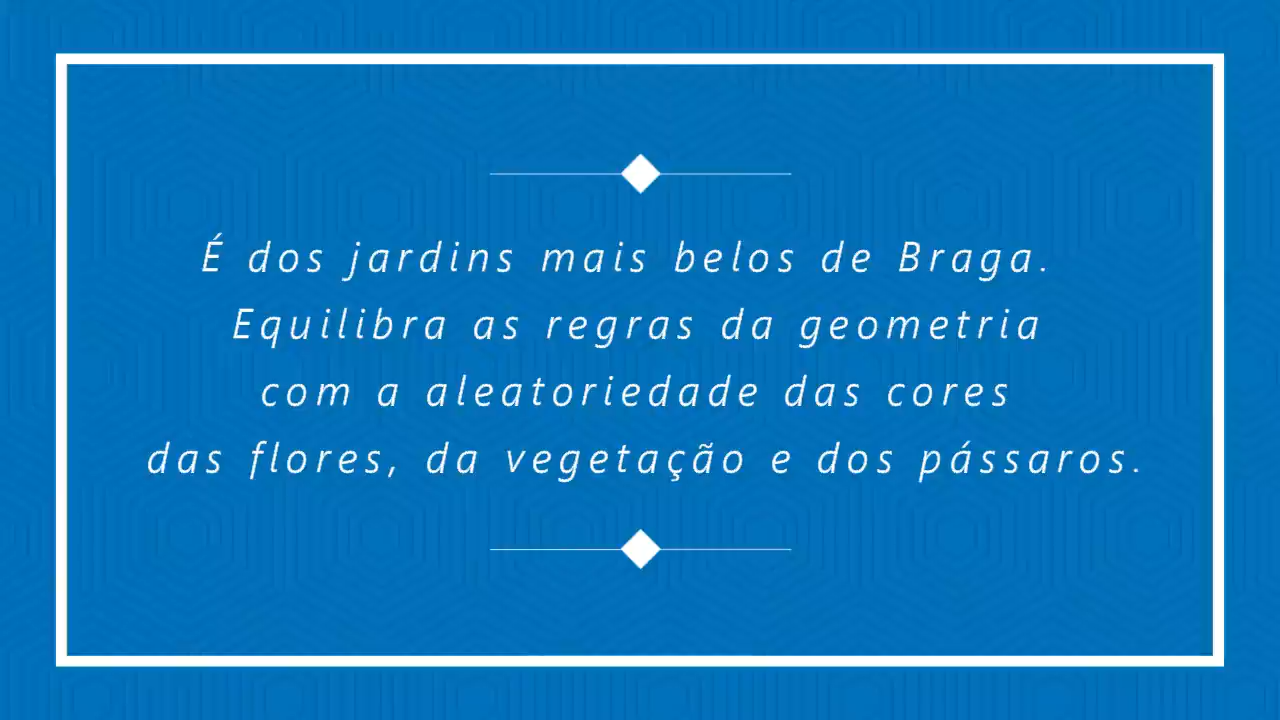 É dos jardins mais belos de Braga.
Equilibra as regras da geometria
com a aleatoriedade das cores
das flores, da vegetação e dos pássaros.